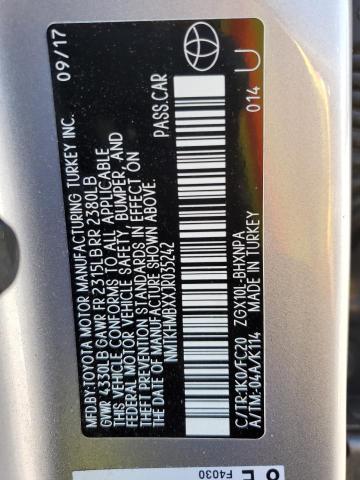 MFD.BY:TOYOTA MOTOR MANUFACTURING TURKEY INC. 09/17
GVWR 4330LB GAWR FR 2315LB RR 2380LB
THIS VEHICLE CONFORMS TO ALL APPLICABLE
FEDERAL MOTOR VEHICLE SAFETY, BUMPER, AND
THEFT PREVENTION STANDARDS IN EFFECT ON
THE DATE OF MANUFACTURE SHOWN ABOVE.
NMTKHMBXXJR035242 PASS.CAR
C/TR:1K0/FC20 ZGX10L-BHXNPA 014 U
A/TM:-04A/K114
MADE IN TURKEY
F4030